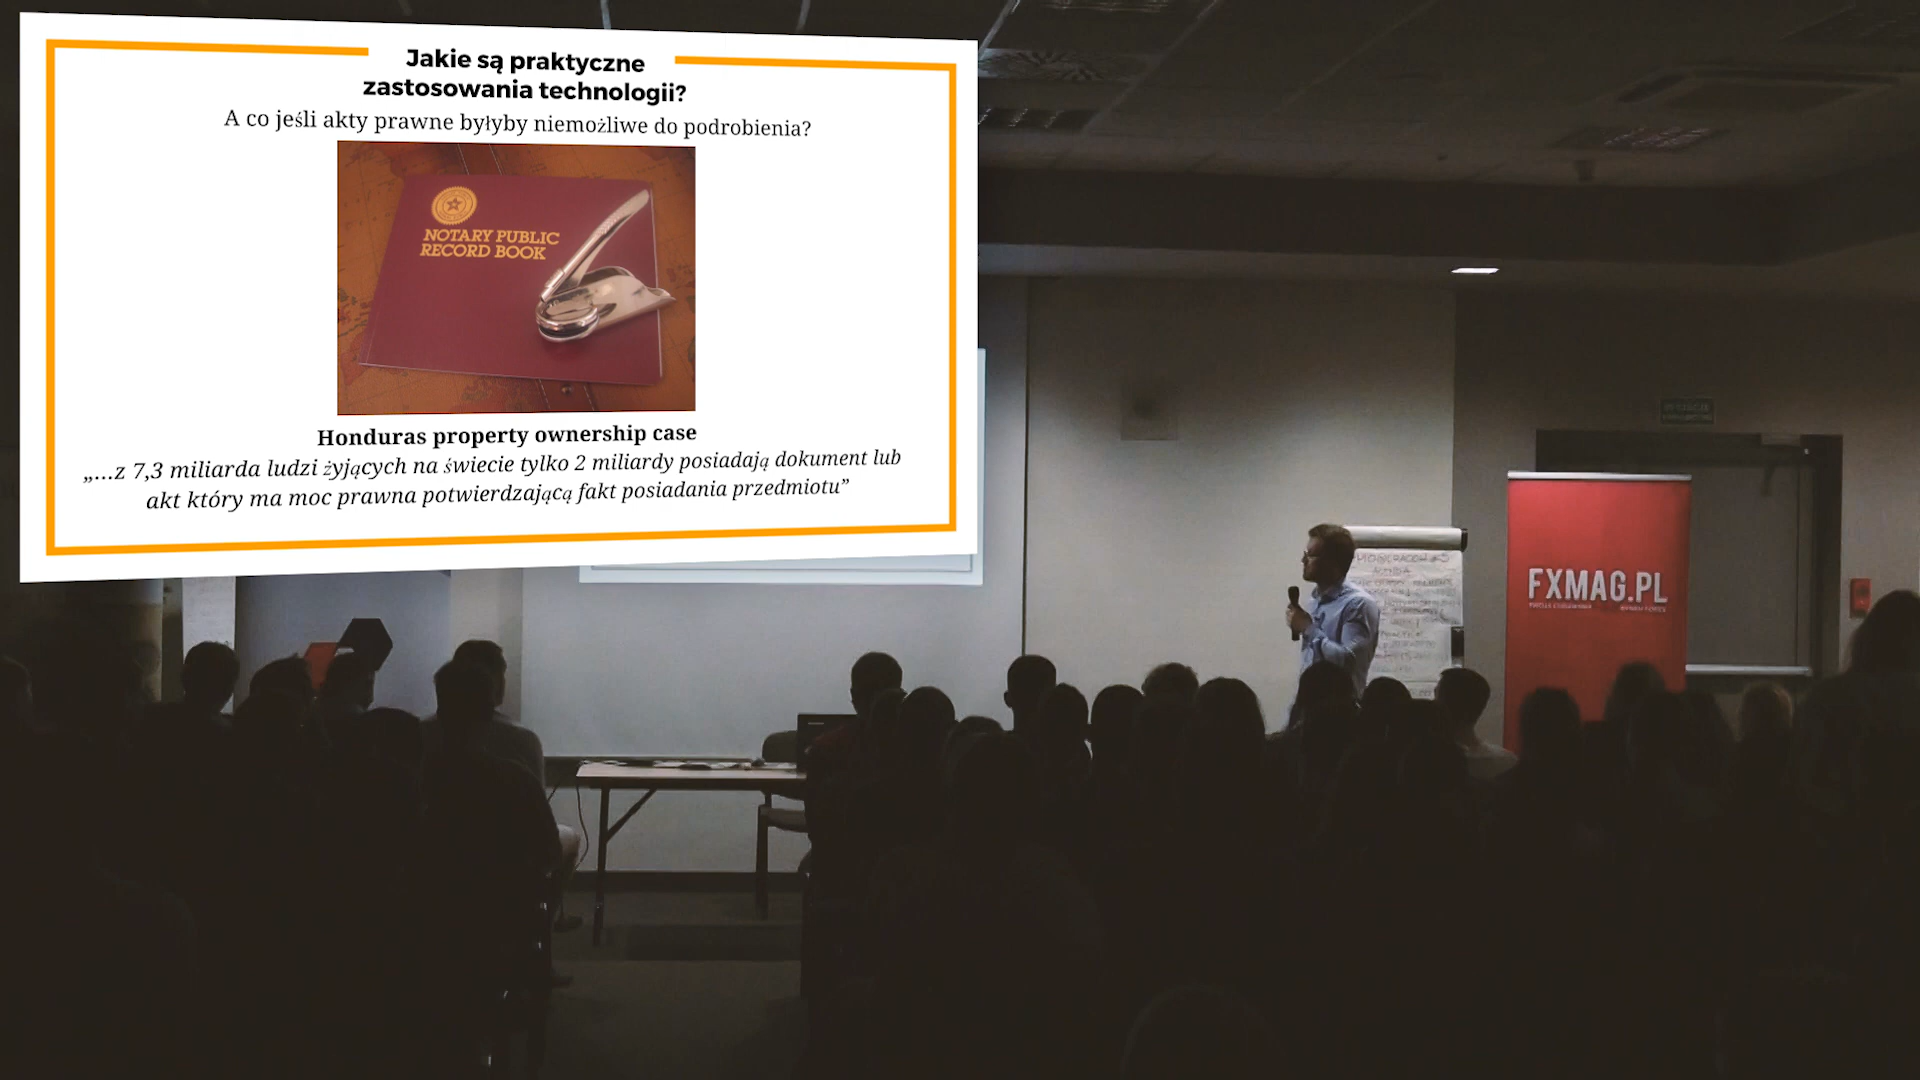 Jakie są praktyczne
zastosowania technologii?
A co jeśli akty prawne byłyby niemożliwe do podrobienia?
NOTARY PUBLIC
RECORD BOOK
Honduras property ownership case
„...z 7,3 miliarda ludzi żyjących na świecie tylko 2 miliardy posiadają dokument lub
akt który ma moc prawna potwierdzającą fakt posiadania przedmiotu”
FXMAG.PL